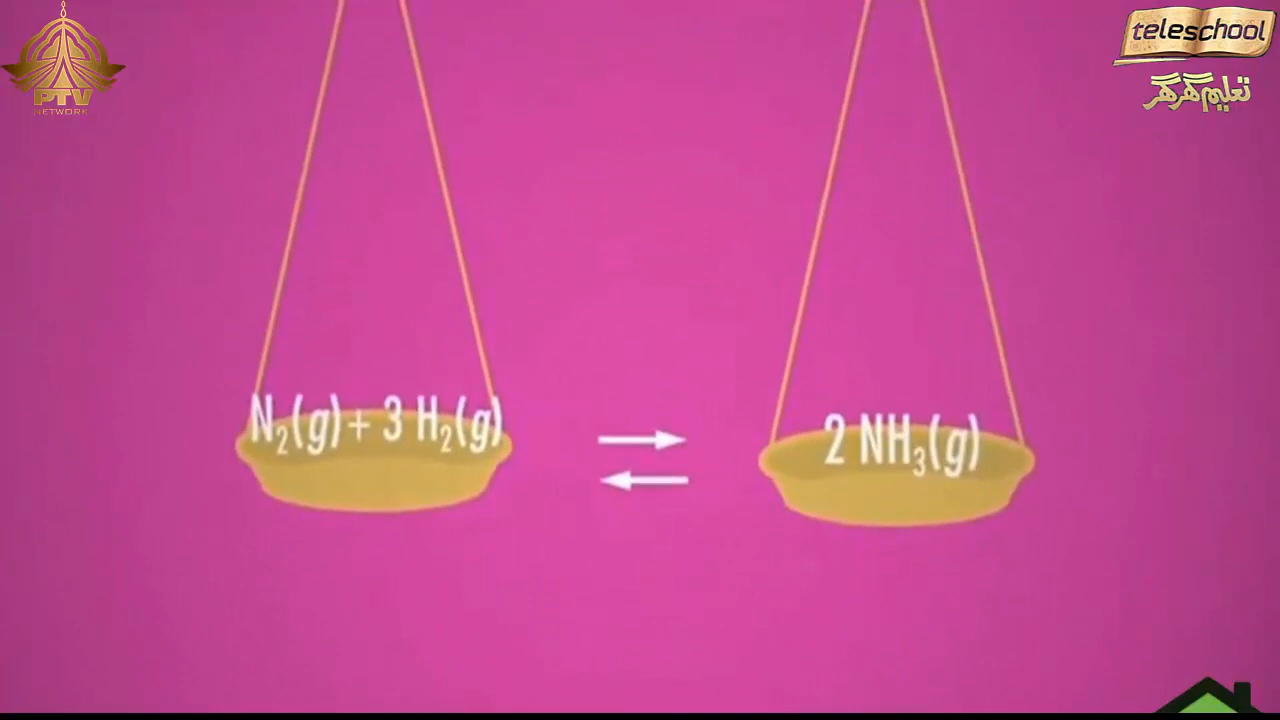 PTV
NETWORK
teleschool
تعلیم گھر گھر
N₂(g) + 3 H₂(g)
2 NH₃(g)